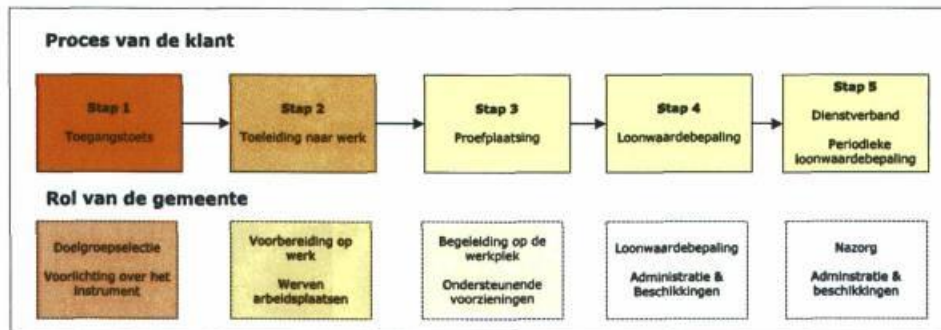 Proces van de klant
Stap 1
Toegangstoets
Stap 2
Toeleiding naar werk
Stap 3
Proefplaatsing
Stap 4
Loonwaardebepaling
Stap 5
Dienstverband
Periodieke
loonwaardebepaling
Rol van de gemeente
Doelgroepselectie
Voorlichting over het
instrument
Voorbereiding op
werk
Werven
arbeidsplaatsen
Begeleiding op de
werkplek
Ondersteunende
voorzieningen
Loonwaardebepaling
Administratie &
Beschikkingen
Nazorg
Adminstratie &
beschikkingen